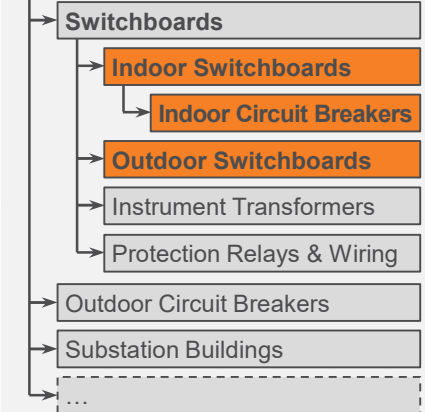 Switchboards
Indoor Switchboards
Indoor Circuit Breakers
Outdoor Switchboards
Instrument Transformers
Protection Relays & Wiring
Outdoor Circuit Breakers
Substation Buildings
...